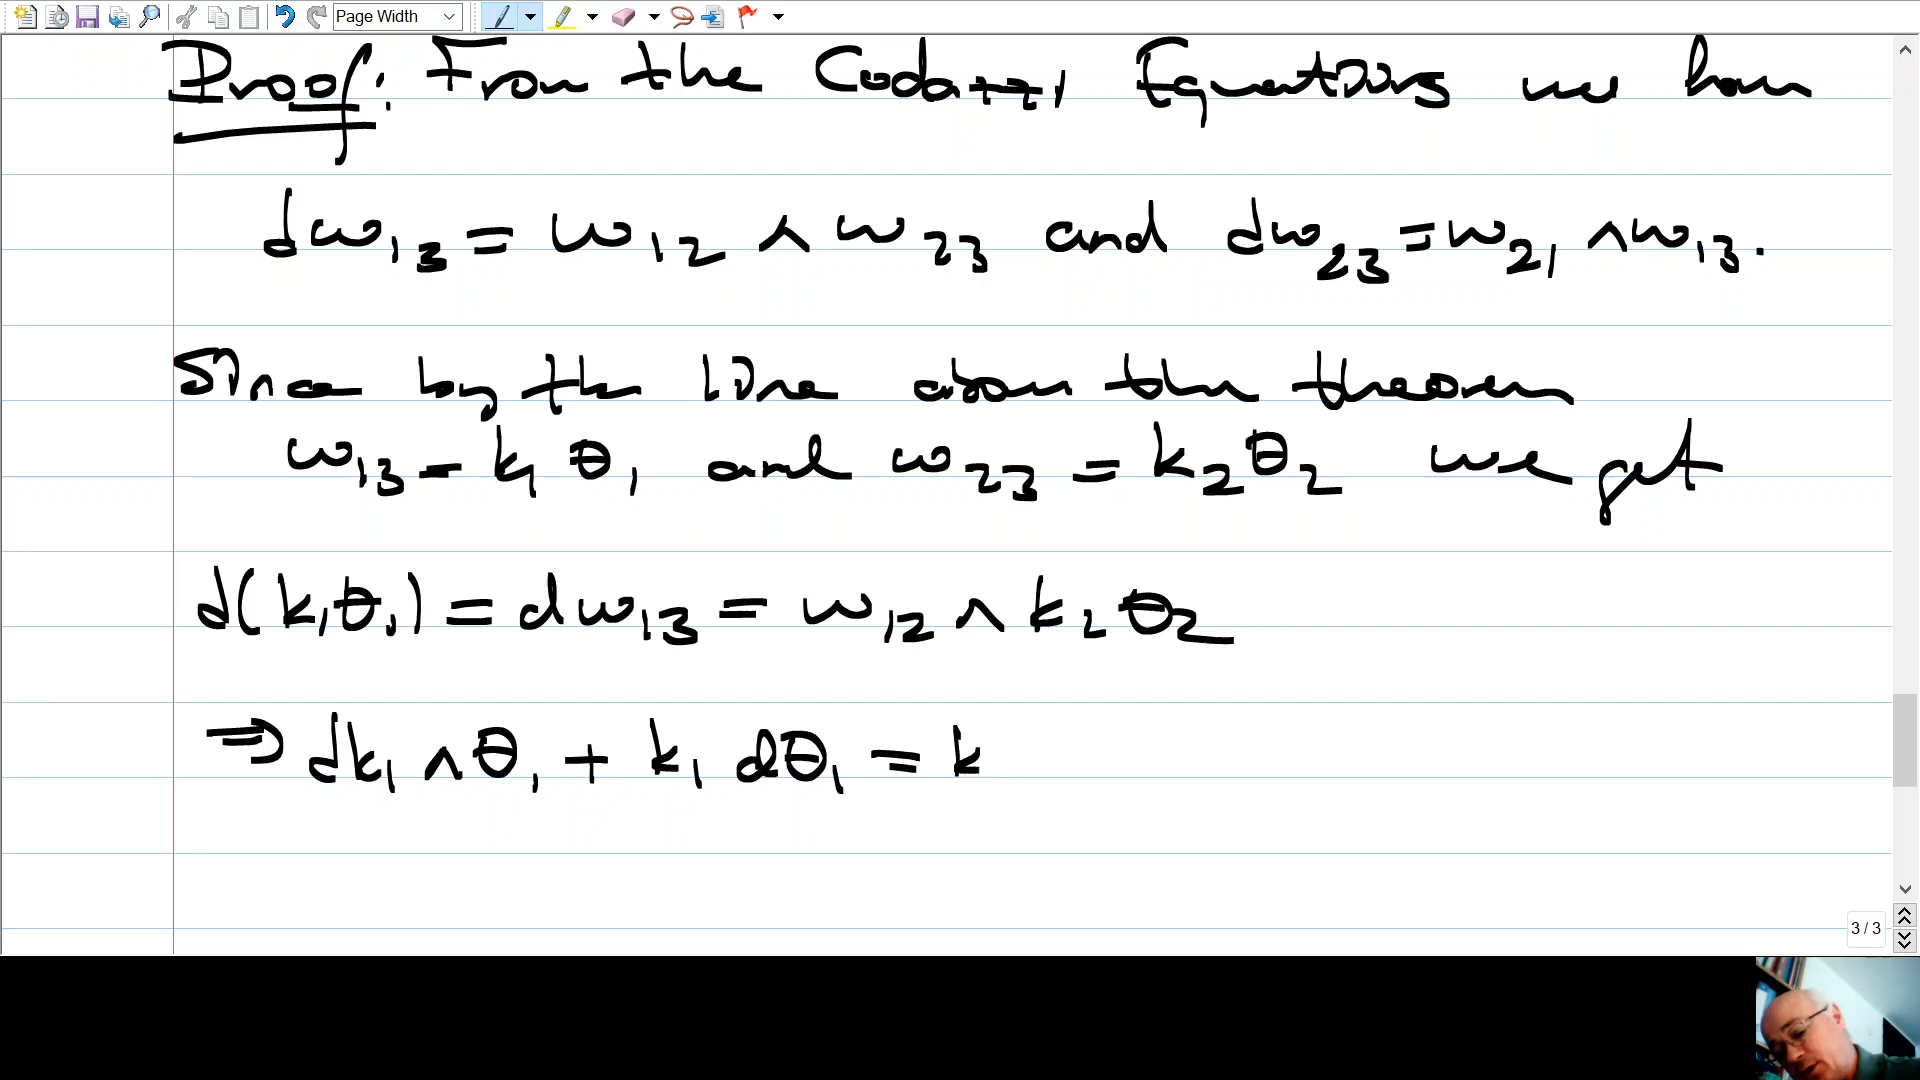 Page Width
Proof: From the Codazzi Equations we have
dω₁₃ = ω₁₂ ∧ ω₂₃ and dω₂₃ = ω₂₁ ∧ ω₁₃.
Since by the line above the theorem
ω₁₃ = k₁θ₁ and ω₂₃ = k₂θ₂ we get
d(k₁θ₁) = dω₁₃ = ω₁₂ ∧ k₂θ₂
⇒ dk₁ ∧ θ₁ + k₁ dθ₁ = k
3 / 3